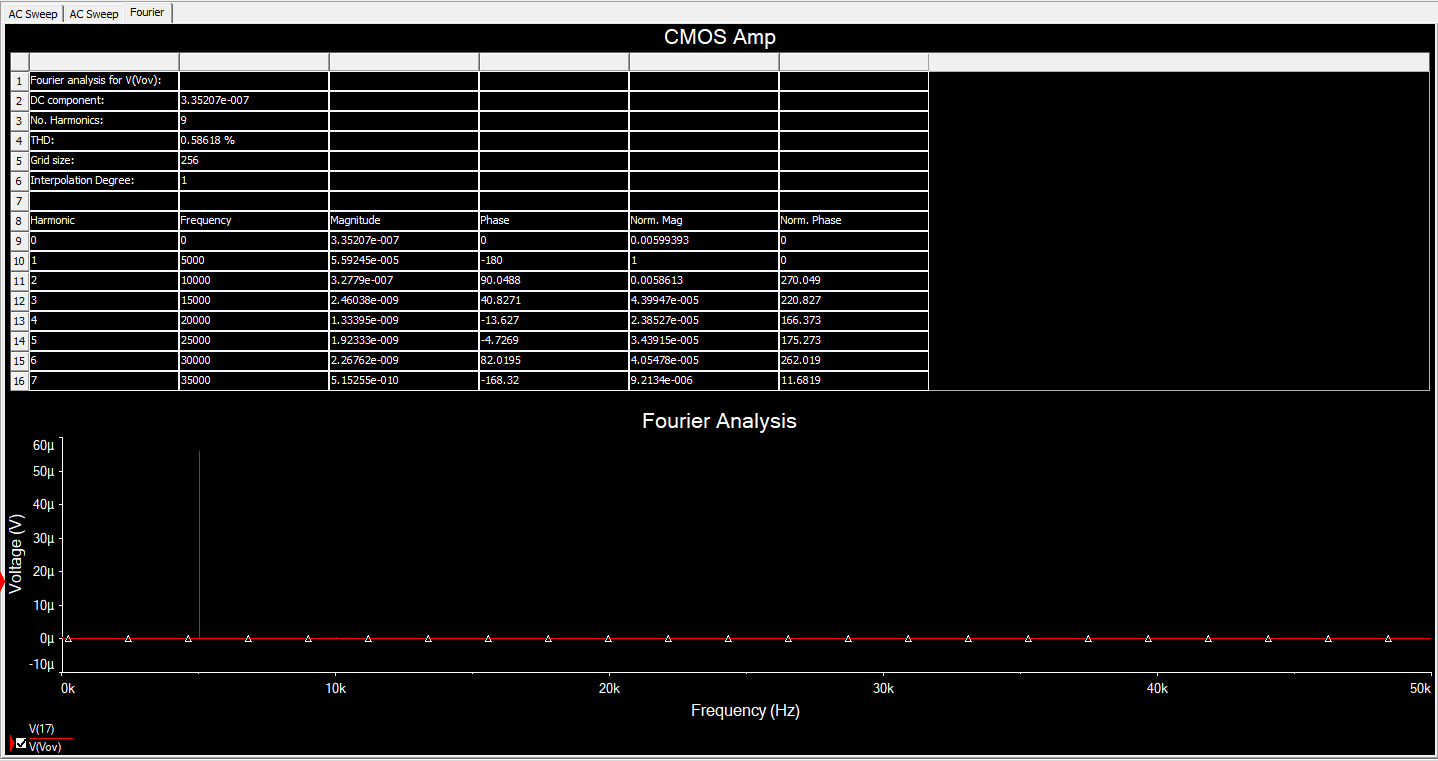 AC Sweep AC Sweep Fourier
CMOS Amp
1 Fourier analysis for V(Vov):
2 DC component: 3.35207e-007
3 No. Harmonics: 9
4 THD: 0.58618 %
5 Grid size: 256
6 Interpolation Degree: 1
7
8 Harmonic Frequency Magnitude Phase Norm. Mag Norm. Phase
9 0 0 3.35207e-007 0 0.00599393 0
10 1 5000 5.59245e-005 -180 1 0
11 2 10000 3.2779e-007 90.0488 0.0058613 270.049
12 3 15000 2.46038e-009 40.8271 4.39947e-005 220.827
13 4 20000 1.33395e-009 -13.627 2.38527e-005 166.373
14 5 25000 1.92333e-009 -4.7269 3.43915e-005 175.273
15 6 30000 2.26762e-009 82.0195 4.05478e-005 262.019
16 7 35000 5.15255e-010 -168.32 9.2134e-006 11.6819
Fourier Analysis
Voltage (V)
60µ
50µ
40µ
30µ
20µ
10µ
0µ
-10µ
0k 10k 20k 30k 40k 50k
Frequency (Hz)
V(17)
V(Vov)